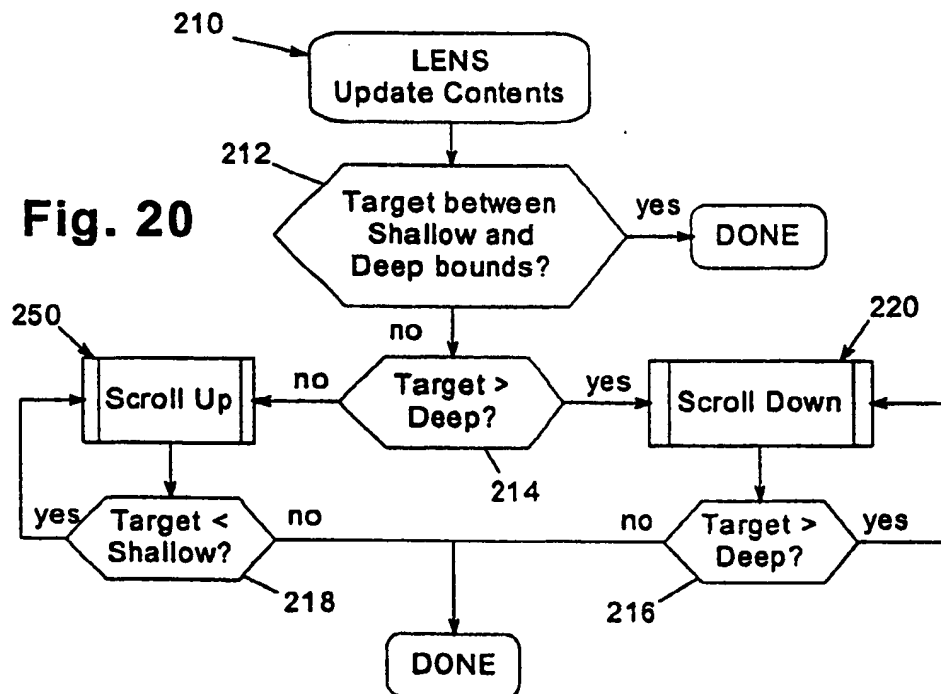 210
LENS
Update Contents
212
Fig. 20
Target between
Shallow and
Deep bounds?
yes
DONE
no
250
220
Scroll Up
no
Target >
Deep?
yes
Scroll Down
214
yes
Target <
Shallow?
no
218
no
Target >
Deep?
yes
216
DONE